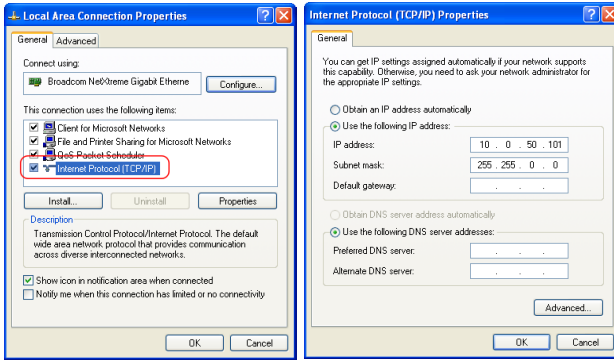 Local Area Connection Properties
General
Advanced
Connect using:
Broadcom NetXtreme Gigabit Etherne
Configure...
This connection uses the following items:
Client for Microsoft Networks
File and Printer Sharing for Microsoft Networks
QoS Packet Scheduler
Internet Protocol (TCP/IP)
Install...
Uninstall
Properties
Description
Transmission Control Protocol/Internet Protocol. The default
wide area network protocol that provides communication
across diverse interconnected networks.
Show icon in notification area when connected
Notify me when this connection has limited or no connectivity
OK
Cancel
Internet Protocol (TCP/IP) Properties
General
You can get IP settings assigned automatically if your network supports
this capability. Otherwise, you need to ask your network administrator for
the appropriate IP settings.
Obtain an IP address automatically
Use the following IP address:
IP address: 10 . 0 . 50 . 101
Subnet mask: 255 . 255 . 0 . 0
Default gateway: . . .
Obtain DNS server address automatically
Use the following DNS server addresses:
Preferred DNS server: . . .
Alternate DNS server: . . .
Advanced...
OK
Cancel